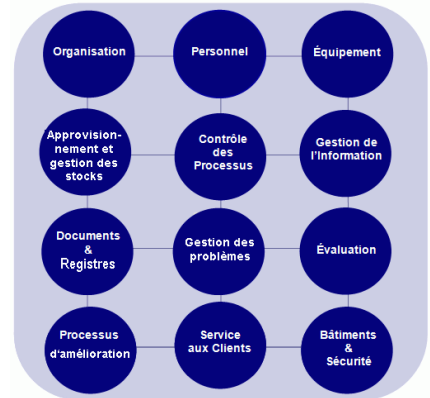 Organisation
Personnel
Équipement
Approvision-
nement et
gestion des
stocks
Contrôle
des
Processus
Gestion de
l'Information
Documents
&
Registres
Gestion des
problèmes
Évaluation
Processus
d'amélioration
Service
aux Clients
Bâtiments
&
Sécurité